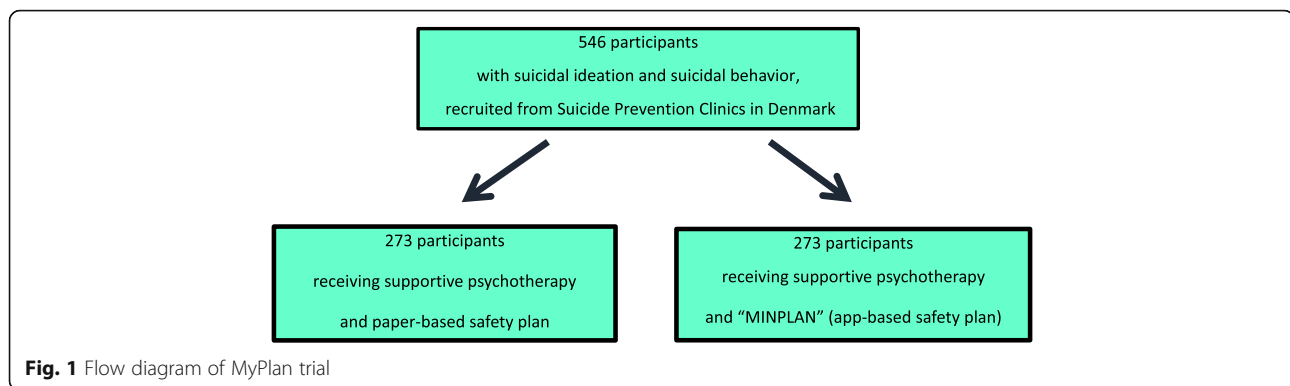 546 participants
with suicidal ideation and suicidal behavior,
recruited from Suicide Prevention Clinics in Denmark
273 participants
receiving supportive psychotherapy
and paper-based safety plan
273 participants
receiving supportive psychotherapy
and “MINPLAN” (app-based safety plan)
Fig. 1 Flow diagram of MyPlan trial